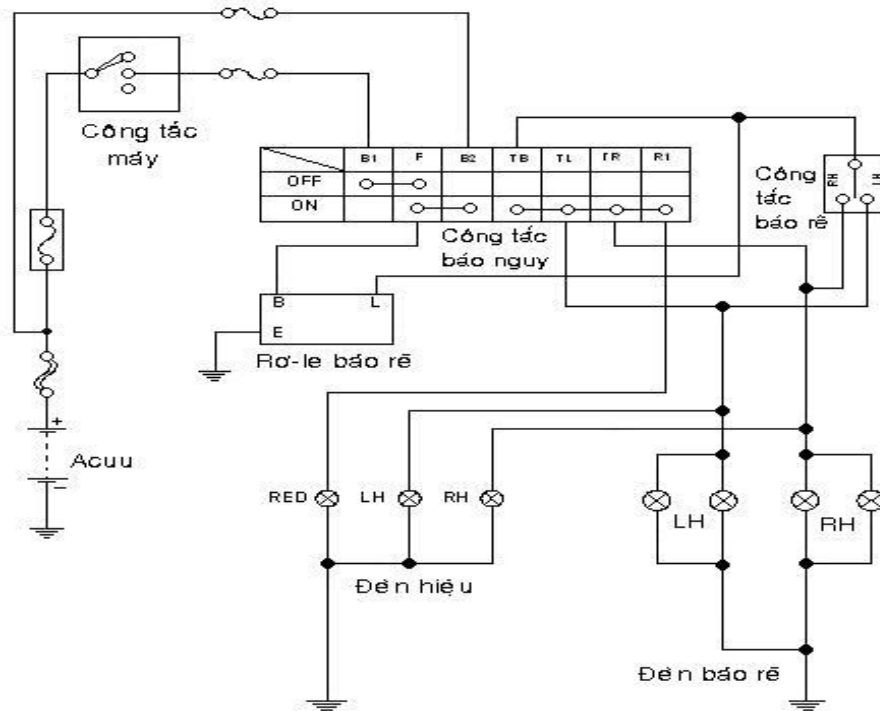 Công tắc
máy
B1 F B2 TB TL TR R1
OFF
ON
Công tắc
báo nguy
Công
tắc
báo rẽ
RH
LH
B L
E
Rơ-le báo rẽ
+
Acuu
−
RED LH RH
Đèn hiệu
LH RH
Đèn báo rẽ